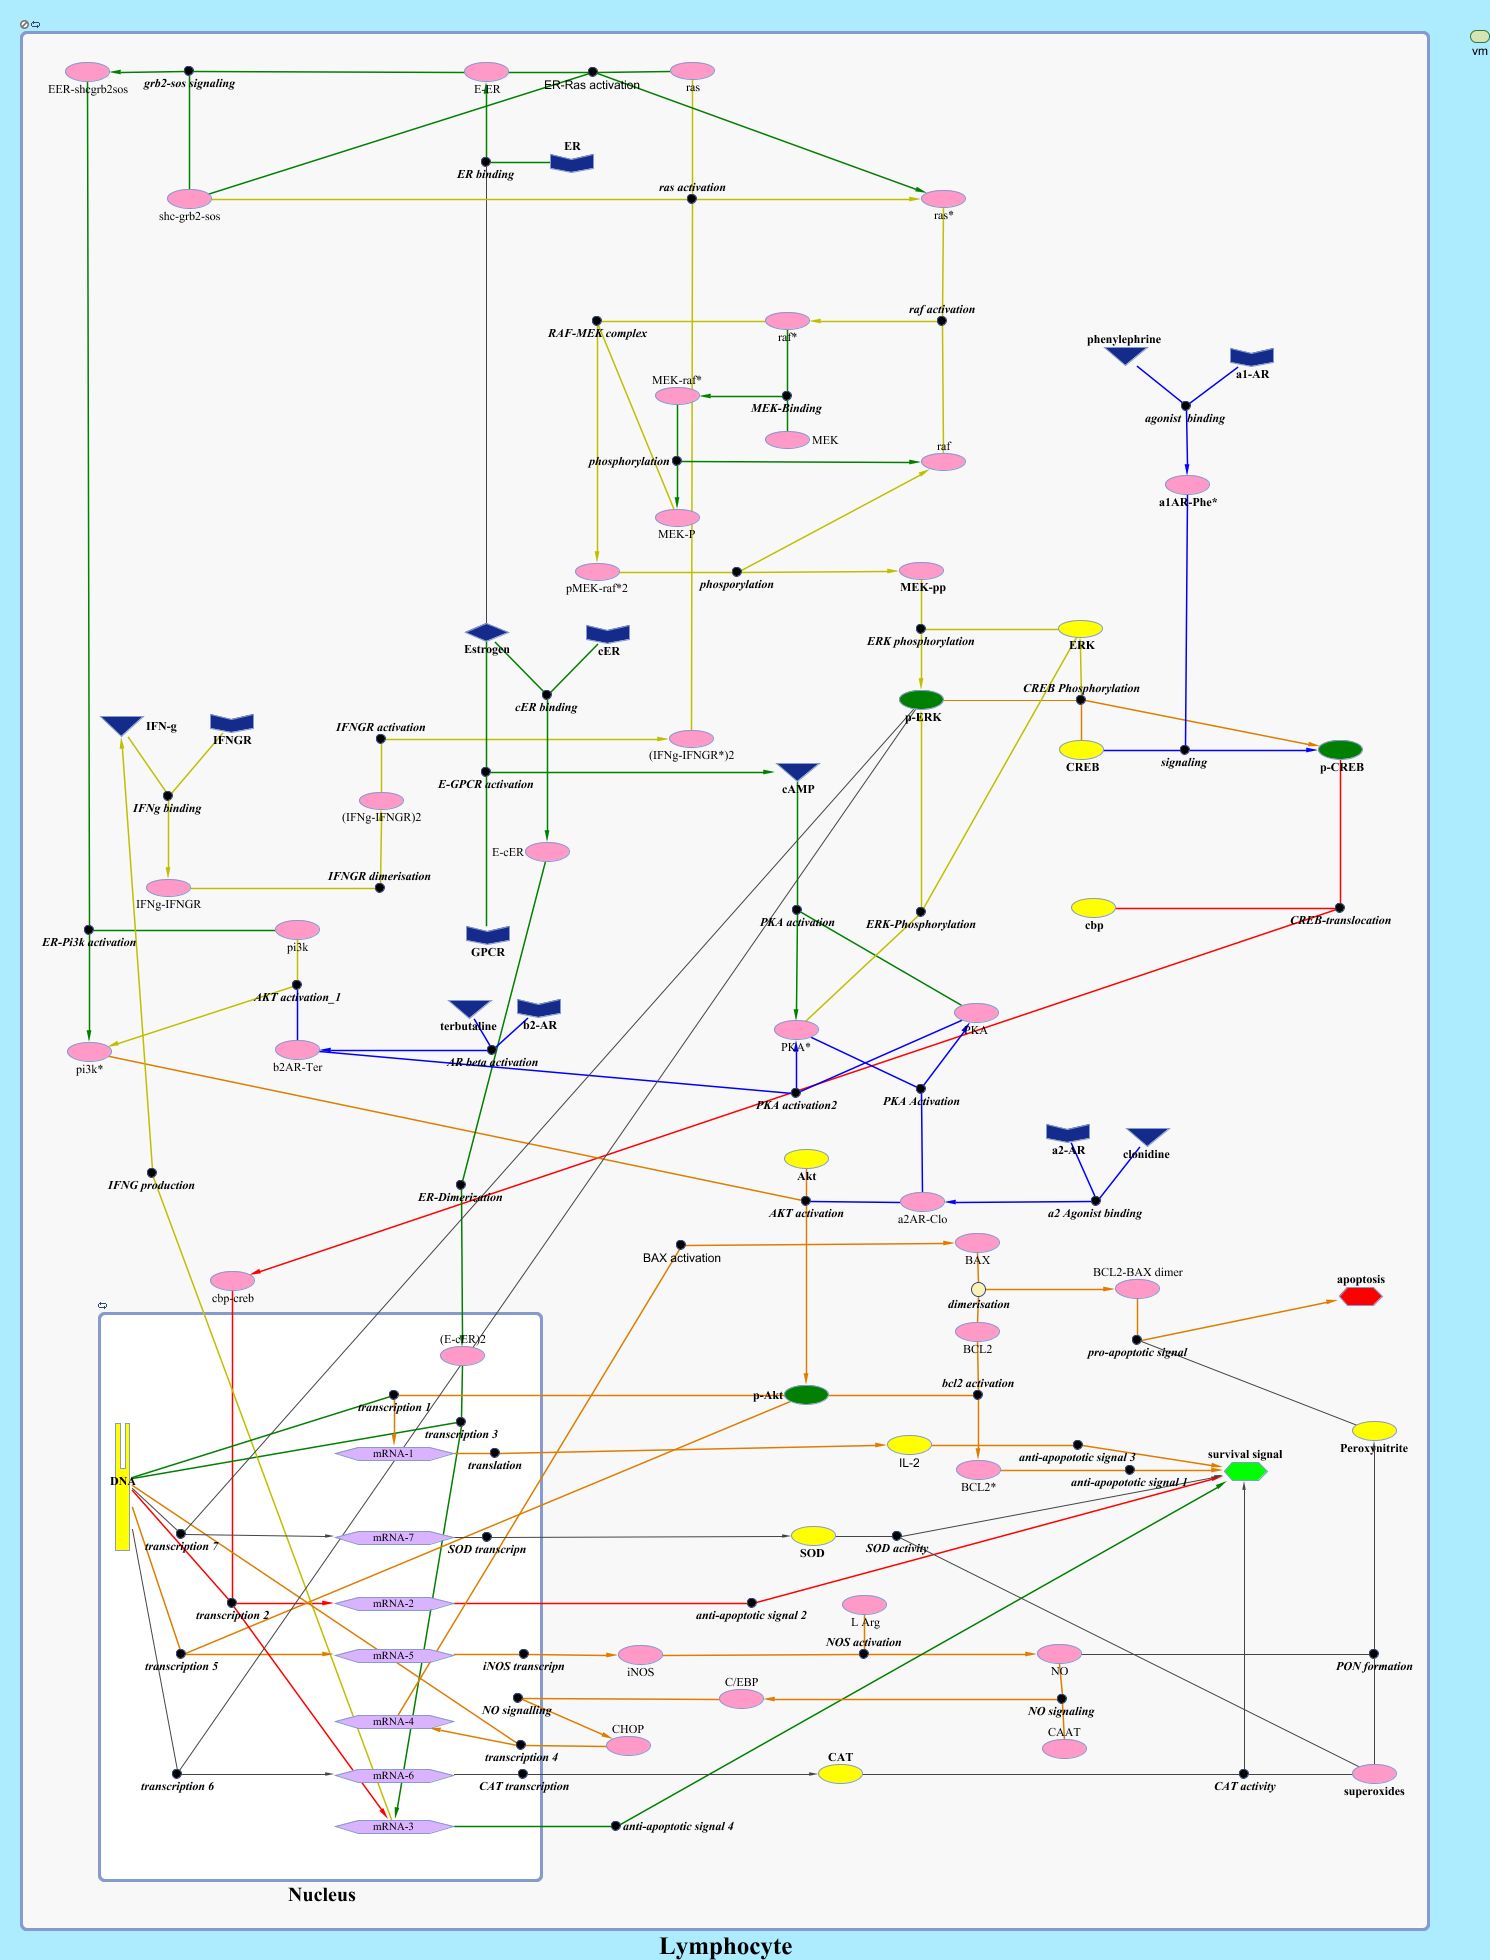 vm
grb2-sos signaling
EER-shcgrb2sos
E-ER
ER-Ras activation
ras
ER
ER binding
ras activation
shc-grb2-sos
ras*
raf activation
RAF-MEK complex
raf*
phenylephrine
a1-AR
MEK-raf*
MEK-Binding
agonist binding
MEK
raf
phosphorylation
a1AR-Phe*
MEK-P
phosporylation
pMEK-raf*2
MEK-pp
ERK phosphorylation
ERK
Estrogen
cER
CREB Phosphorylation
cER binding
p-ERK
IFN-g
IFNGR
IFNGR activation
(IFNg-IFNGR*)2
CREB
signaling
p-CREB
E-GPCR activation
cAMP
IFNg binding
(IFNg-IFNGR)2
E-cER
IFNGR dimerisation
IFNg-IFNGR
PKA activation
ERK-Phosphorylation
cbp
CREB-translocation
ER-Pi3k activation
pi3k
GPCR
AKT activation_1
terbutaline
b2-AR
PKA
PKA*
pi3k*
b2AR-Ter
AR beta activation
PKA activation2
PKA Activation
a2-AR
clonidine
Akt
IFNG production
ER-Dimerization
AKT activation
a2AR-Clo
a2 Agonist binding
BAX activation
BAX
BCL2-BAX dimer
apoptosis
cbp-creb
dimerisation
(E-cER)2
BCL2
pro-apoptotic signal
bcl2 activation
p-Akt
transcription 1
transcription 3
mRNA-1
translation
IL-2
anti-apopototic signal 3
survival signal
Peroxynitrite
DNA
BCL2*
anti-apopototic signal 1
transcription 7
mRNA-7
SOD transcripn
SOD
SOD activity
transcription 2
mRNA-2
anti-apoptotic signal 2
L Arg
NOS activation
transcription 5
mRNA-5
iNOS transcripn
iNOS
NO
PON formation
C/EBP
NO signalling
NO signaling
mRNA-4
CHOP
CAAT
transcription 4
CAT
transcription 6
mRNA-6
CAT transcription
CAT activity
superoxides
mRNA-3
anti-apoptotic signal 4
Nucleus
Lymphocyte